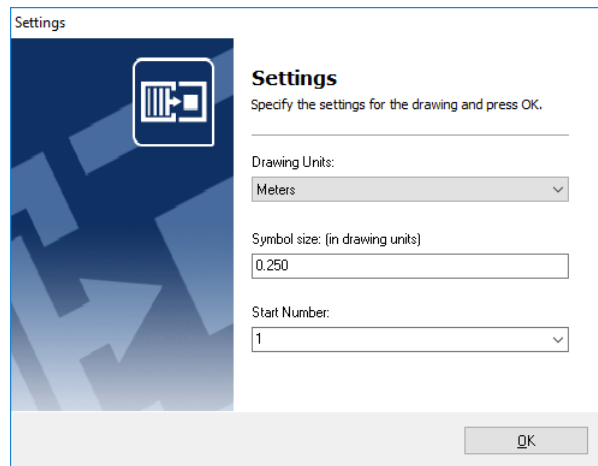 Settings
Settings
Specify the settings for the drawing and press OK.
Drawing Units:
Meters
Symbol size: (in drawing units)
0.250
Start Number:
1
OK